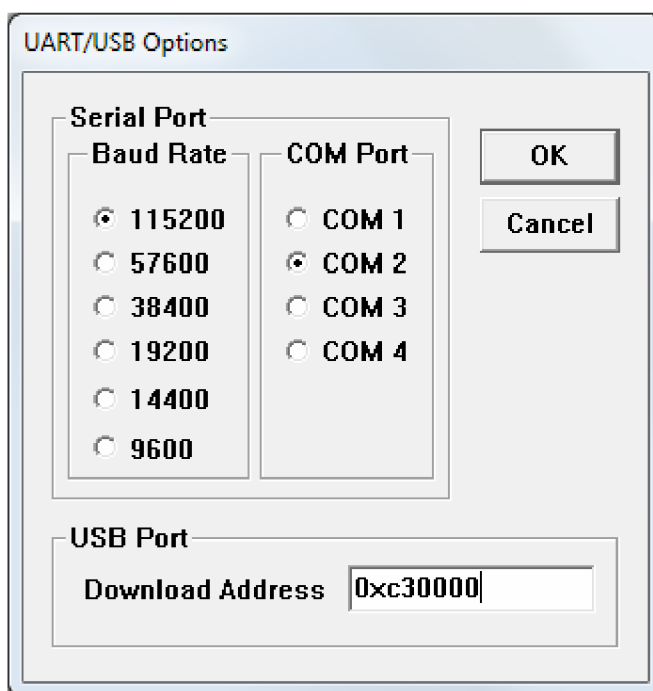 UART/USB Options
Serial Port
Baud Rate
115200
57600
38400
19200
14400
9600
COM Port
COM 1
COM 2
COM 3
COM 4
OK
Cancel
USB Port
Download Address 0xc30000